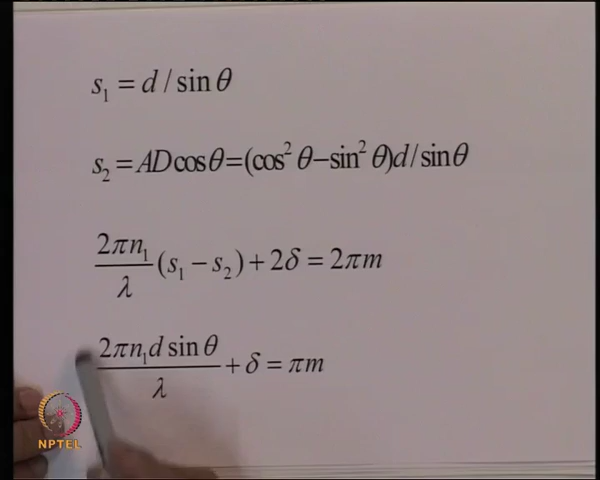 s₁ = d / sin θ
s₂ = AD cos θ = (cos² θ − sin² θ) d / sin θ
2πn₁/λ (s₁ − s₂) + 2δ = 2πm
2πn₁d sin θ/λ + δ = πm
NPTEL